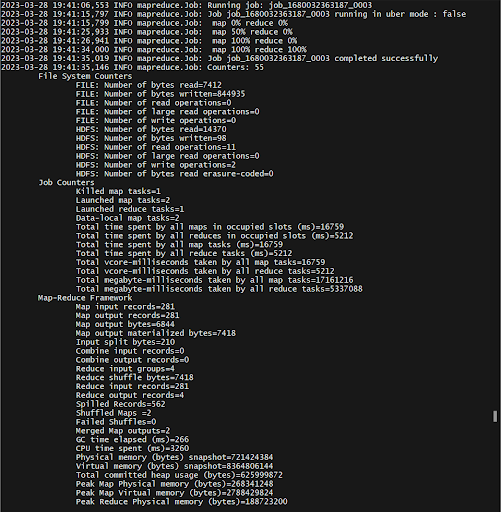 2023-03-28 19:41:06,553 INFO mapreduce.Job: Running job: job_1680032363187_0003
2023-03-28 19:41:15,797 INFO mapreduce.Job: Job job_1680032363187_0003 running in uber mode : false
2023-03-28 19:41:15,799 INFO mapreduce.Job:  map 0% reduce 0%
2023-03-28 19:41:25,931 INFO mapreduce.Job:  map 50% reduce 0%
2023-03-28 19:41:26,941 INFO mapreduce.Job:  map 100% reduce 0%
2023-03-28 19:41:34,000 INFO mapreduce.Job:  map 100% reduce 100%
2023-03-28 19:41:35,019 INFO mapreduce.Job: Job job_1680032363187_0003 completed successfully
2023-03-28 19:41:35,146 INFO mapreduce.Job: Counters: 55
File System Counters
FILE: Number of bytes read=7412
FILE: Number of bytes written=844935
FILE: Number of read operations=0
FILE: Number of large read operations=0
FILE: Number of write operations=0
HDFS: Number of bytes read=14370
HDFS: Number of bytes written=98
HDFS: Number of read operations=11
HDFS: Number of large read operations=0
HDFS: Number of write operations=2
HDFS: Number of bytes read erasure-coded=0
Job Counters
Killed map tasks=1
Launched map tasks=2
Launched reduce tasks=1
Data-local map tasks=2
Total time spent by all maps in occupied slots (ms)=16759
Total time spent by all reduces in occupied slots (ms)=5212
Total time spent by all map tasks (ms)=16759
Total time spent by all reduce tasks (ms)=5212
Total vcore-milliseconds taken by all map tasks=16759
Total vcore-milliseconds taken by all reduce tasks=5212
Total megabyte-milliseconds taken by all map tasks=17161216
Total megabyte-milliseconds taken by all reduce tasks=5337088
Map-Reduce Framework
Map input records=281
Map output records=281
Map output bytes=6844
Map output materialized bytes=7418
Input split bytes=210
Combine input records=0
Combine output records=0
Reduce input groups=4
Reduce shuffle bytes=7418
Reduce input records=281
Reduce output records=4
Spilled Records=562
Shuffled Maps =2
Failed Shuffles=0
Merged Map outputs=2
GC time elapsed (ms)=266
CPU time spent (ms)=3260
Physical memory (bytes) snapshot=721424384
Virtual memory (bytes) snapshot=8364806144
Total committed heap usage (bytes)=625999872
Peak Map Physical memory (bytes)=268341248
Peak Map Virtual memory (bytes)=2788429824
Peak Reduce Physical memory (bytes)=188723200